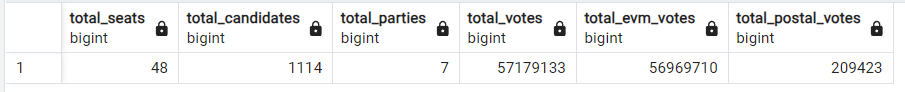 total_seats total_candidates total_parties total_votes total_evm_votes total_postal_votes
bigint bigint bigint bigint bigint bigint
1 48 1114 7 57179133 56969710 209423